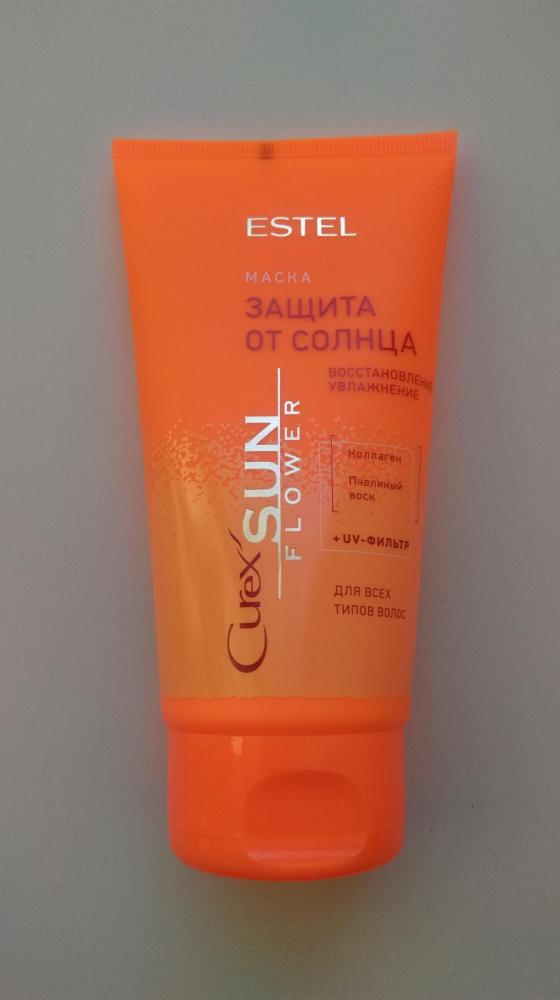 ESTEL
МАСКА
ЗАЩИТА
ОТ СОЛНЦА
ВОССТАНОВЛЕНИЕ
УВЛАЖНЕНИЕ
Curex
SUN
FLOWER
Коллаген
Пчелиный
воск
+ UV-ФИЛЬТР
ДЛЯ ВСЕХ
ТИПОВ ВОЛОС